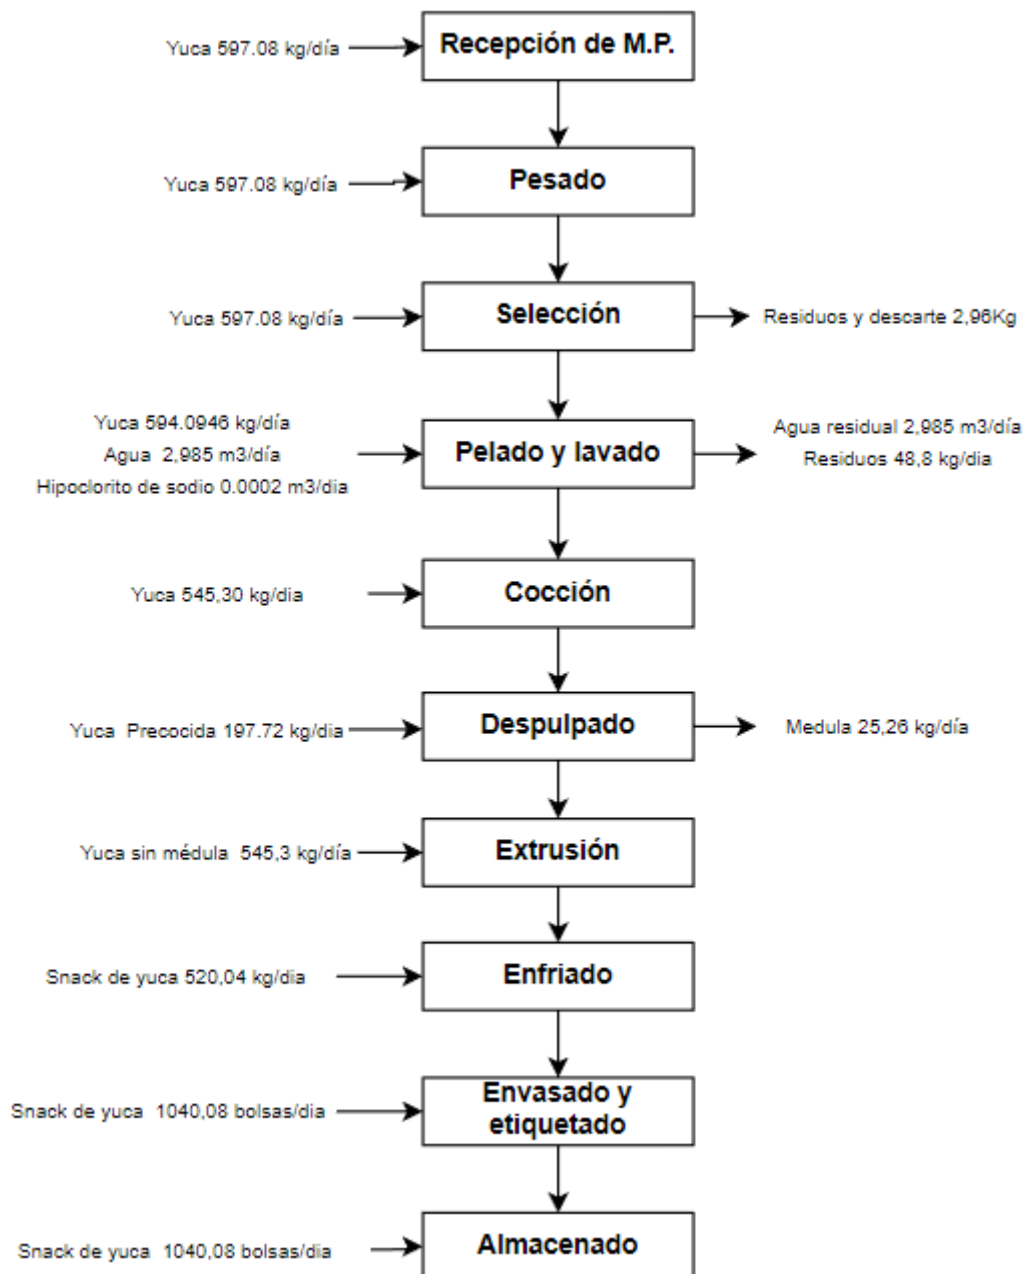 Yuca 597.08 kg/día
Recepción de M.P.
Yuca 597.08 kg/día
Pesado
Yuca 597.08 kg/día
Selección
Residuos y descarte 2,96Kg
Yuca 594.0946 kg/día
Agua 2,985 m3/día
Hipoclorito de sodio 0.0002 m3/dia
Pelado y lavado
Agua residual 2,985 m3/día
Residuos 48,8 kg/dia
Yuca 545,30 kg/dia
Cocción
Yuca Precocida 197.72 kg/dia
Despulpado
Medula 25,26 kg/día
Yuca sin médula 545,3 kg/día
Extrusión
Snack de yuca 520,04 kg/dia
Enfriado
Snack de yuca 1040,08 bolsas/dia
Envasado y
etiquetado
Snack de yuca 1040,08 bolsas/dia
Almacenado